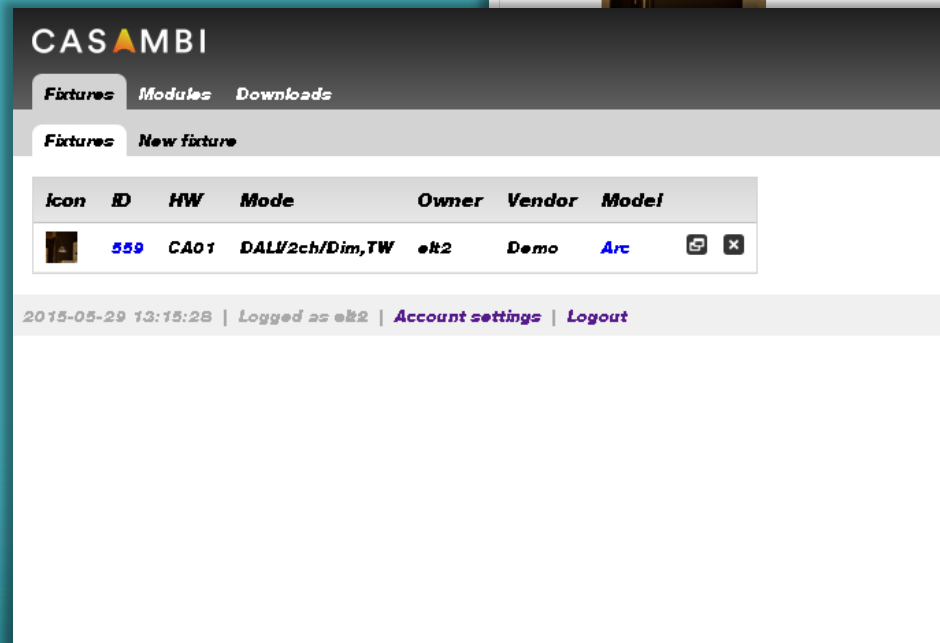 CASAMBI
Fixtures Modules Downloads
Fixtures New fixture
Icon ID HW Mode Owner Vendor Model
559 CA01 DALI/2ch/Dim,TW elt2 Demo Arc
2015-05-29 13:15:28 | Logged as elt2 | Account settings | Logout